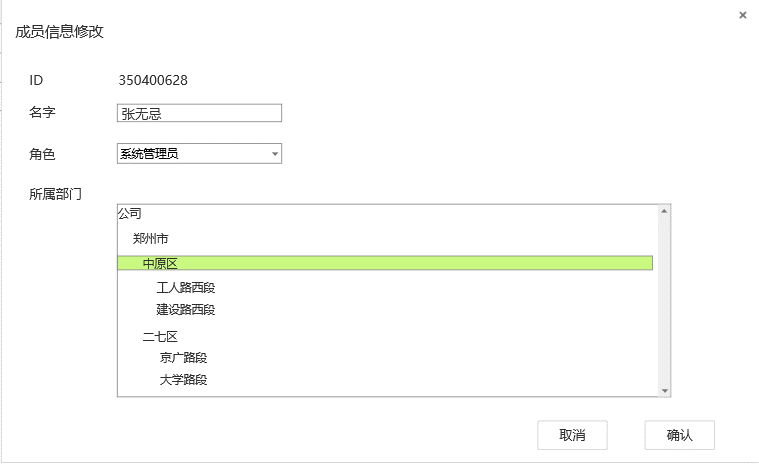 成员信息修改
ID 350400628
名字 张无忌
角色 系统管理员
所属部门
公司
郑州市
中原区
工人路西段
建设路西段
二七区
京广路段
大学路段
取消 确认